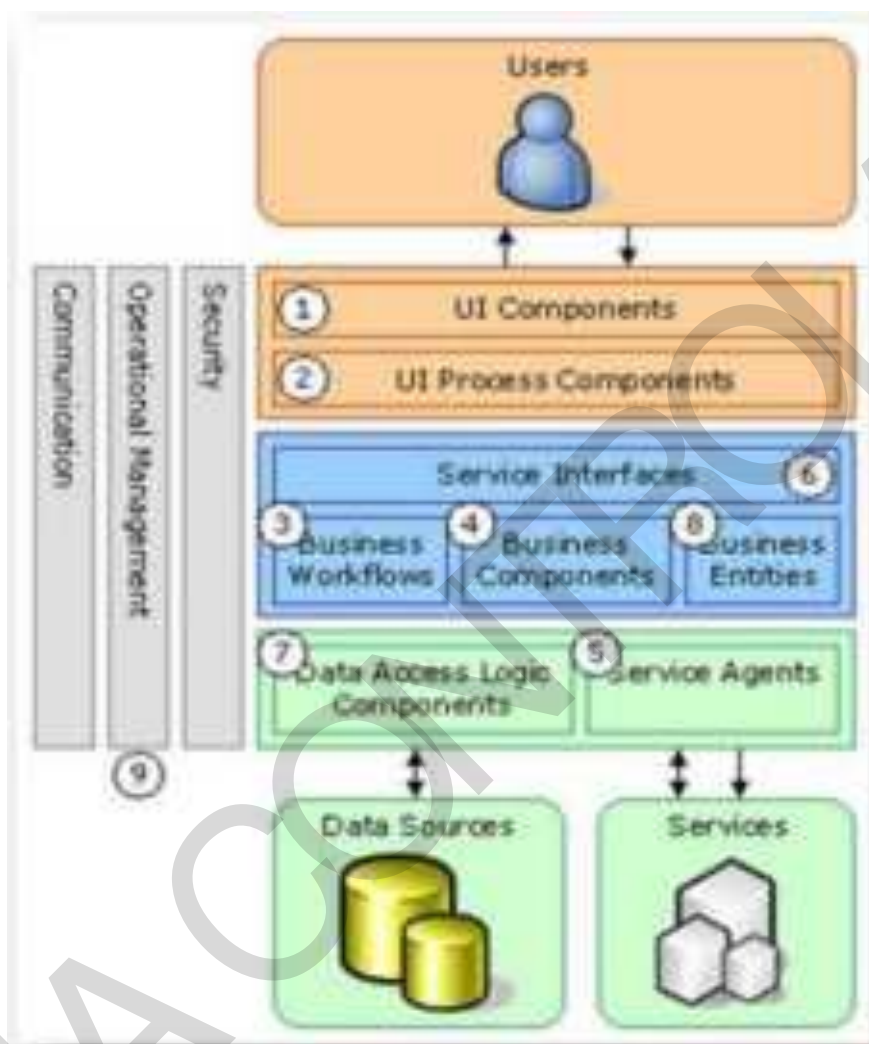 Users
Communication
Operational Management
Security
1
UI Components
2
UI Process Components
Service Interfaces
6
3
Business
Workflows
4
Business
Components
8
Business
Entities
7
Data Access Logic
Components
5
Service Agents
9
Data Sources
Services
A CONTRO